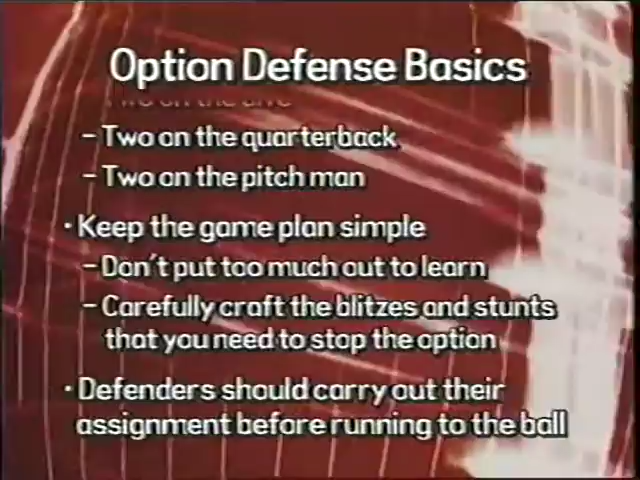 Option Defense Basics
– Two on the quarterback
– Two on the pitch man
• Keep the game plan simple
– Don't put too much out to learn
– Carefully craft the blitzes and stunts
that you need to stop the option
• Defenders should carry out their
assignment before running to the ball